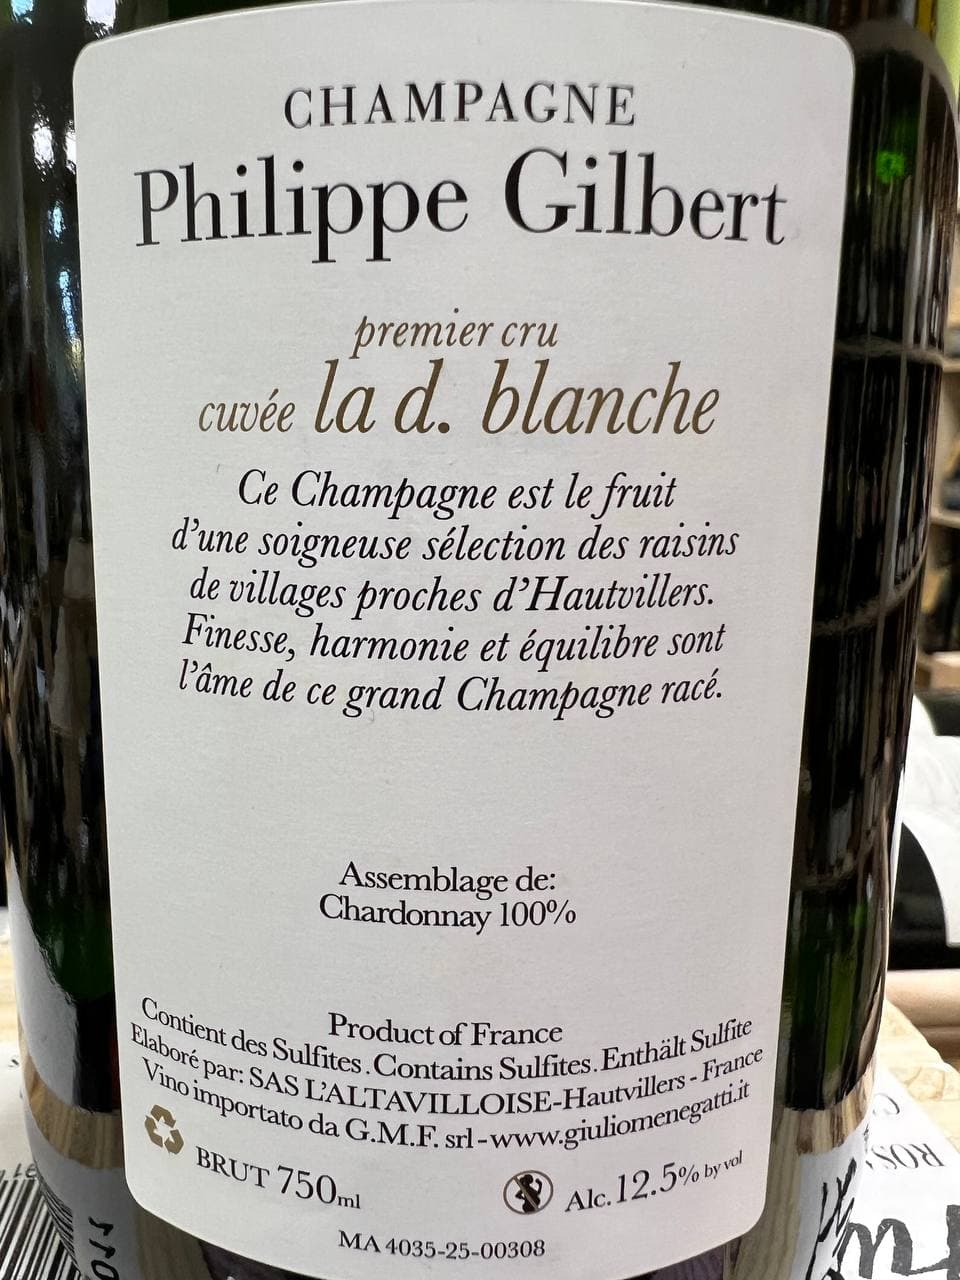 CHAMPAGNE
Philippe Gilbert
premier cru
cuvée la d. blanche
Ce Champagne est le fruit
d'une soigneuse sélection des raisins
de villages proches d'Hautvillers.
Finesse, harmonie et équilibre sont
l'âme de ce grand Champagne racé.
Assemblage de:
Chardonnay 100%
Product of France
Contient des Sulfites. Contains Sulfites. Enthält Sulfite
Elaboré par: SAS L'ALTAVILLOISE-Hautvillers - France
Vino importato da G.M.F. srl - www.giuliomenegatti.it
BRUT 750ml
Alc. 12.5% by vol
MA 4035-25-00308